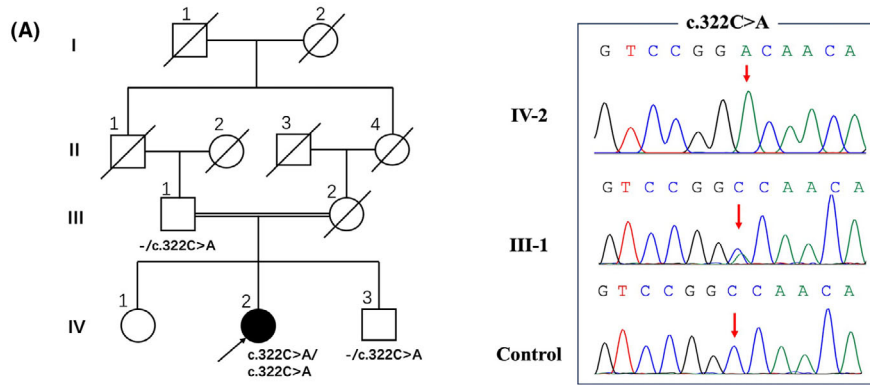 (A)
I
1
2
II
1
2
3
4
III
1
2
-/c.322C>A
IV
1
2
3
c.322C>A/
c.322C>A
-/c.322C>A
c.322C>A
G T C C G G A C A A C A
IV-2
G T C C G G C C A A C A
III-1
G T C C G G C C A A C A
Control